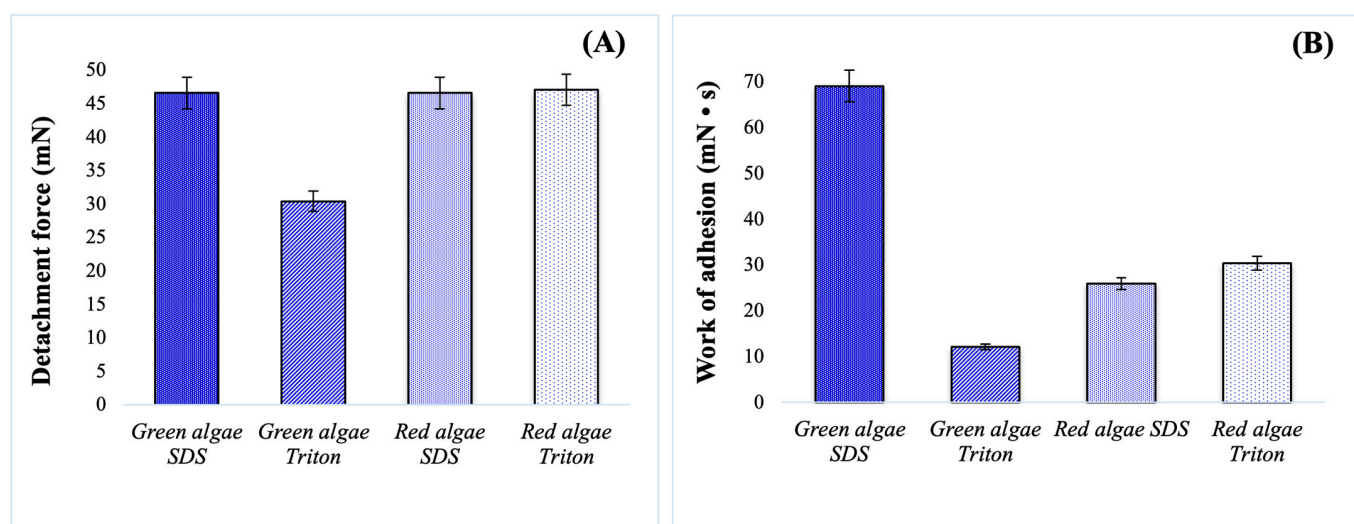 (A)
Detachment force (mN)
50
45
40
35
30
25
20
15
10
5
0
Green algae
SDS
Green algae
Triton
Red algae
SDS
Red algae
Triton
(B)
Work of adhesion (mN • s)
70
60
50
40
30
20
10
0
Green algae
SDS
Green algae
Triton
Red algae SDS
Red algae
Triton